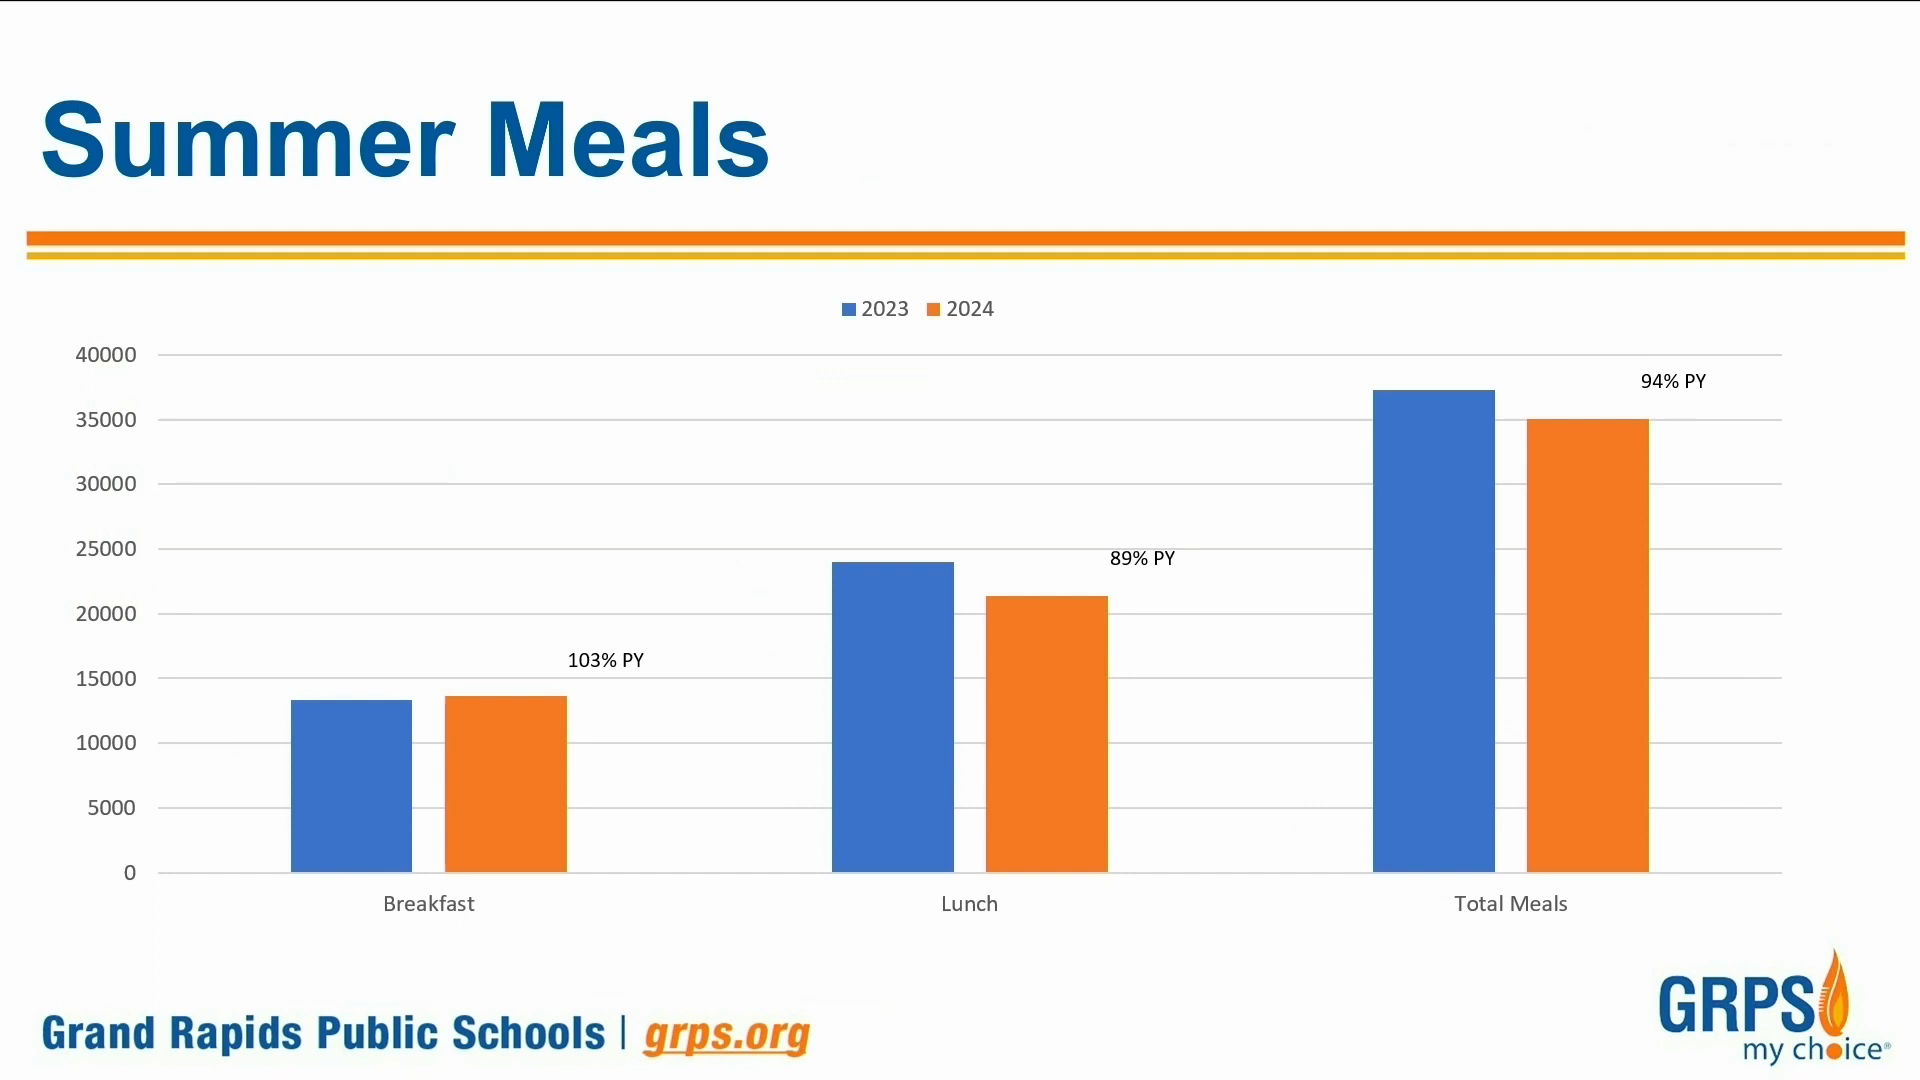 Summer Meals
2023 2024
40000
35000
30000
25000
20000
15000
10000
5000
0
103% PY
89% PY
94% PY
Breakfast Lunch Total Meals
Grand Rapids Public Schools | grps.org
GRPS
my choice®